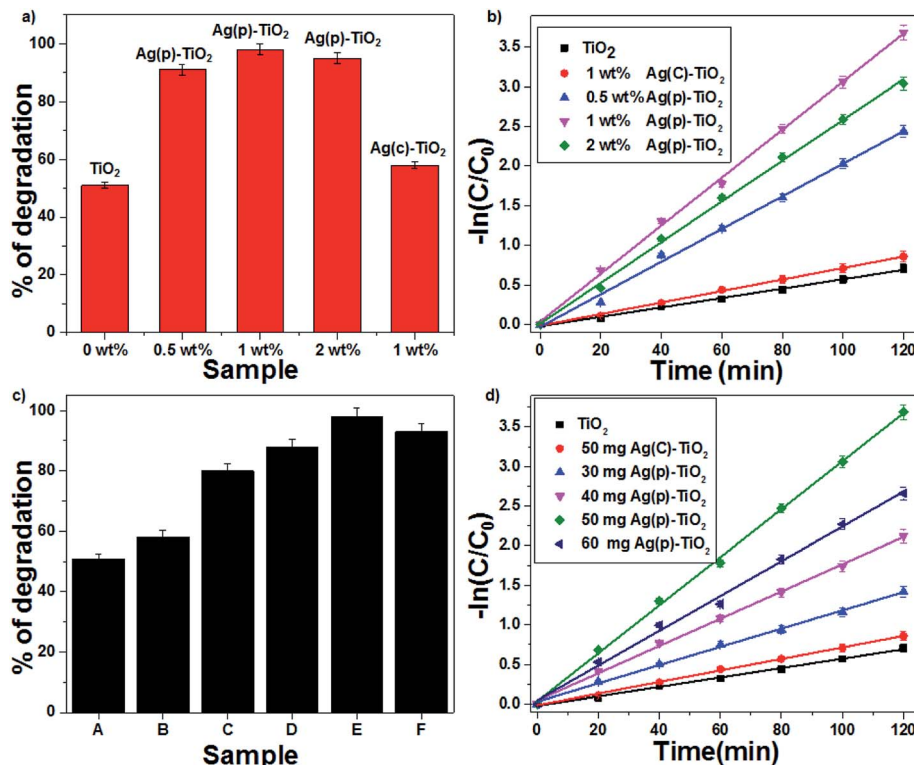 a)
% of degradation
100
80
60
40
20
0
TiO₂
Ag(p)-TiO₂
Ag(p)-TiO₂
Ag(p)-TiO₂
Ag(c)-TiO₂
0 wt% 0.5 wt% 1 wt% 2 wt% 1 wt%
Sample
b)
-ln(C/C₀)
3.5
3.0
2.5
2.0
1.5
1.0
0.5
0.0
TiO₂
1 wt% Ag(C)-TiO₂
0.5 wt% Ag(p)-TiO₂
1 wt% Ag(p)-TiO₂
2 wt% Ag(p)-TiO₂
0 20 40 60 80 100 120
Time (min)
c)
% of degradation
100
80
60
40
20
0
A B C D E F
Sample
d)
-ln(C/C₀)
3.5
3.0
2.5
2.0
1.5
1.0
0.5
0.0
TiO₂
50 mg Ag(C)-TiO₂
30 mg Ag(p)-TiO₂
40 mg Ag(p)-TiO₂
50 mg Ag(p)-TiO₂
60 mg Ag(p)-TiO₂
0 20 40 60 80 100 120
Time(min)